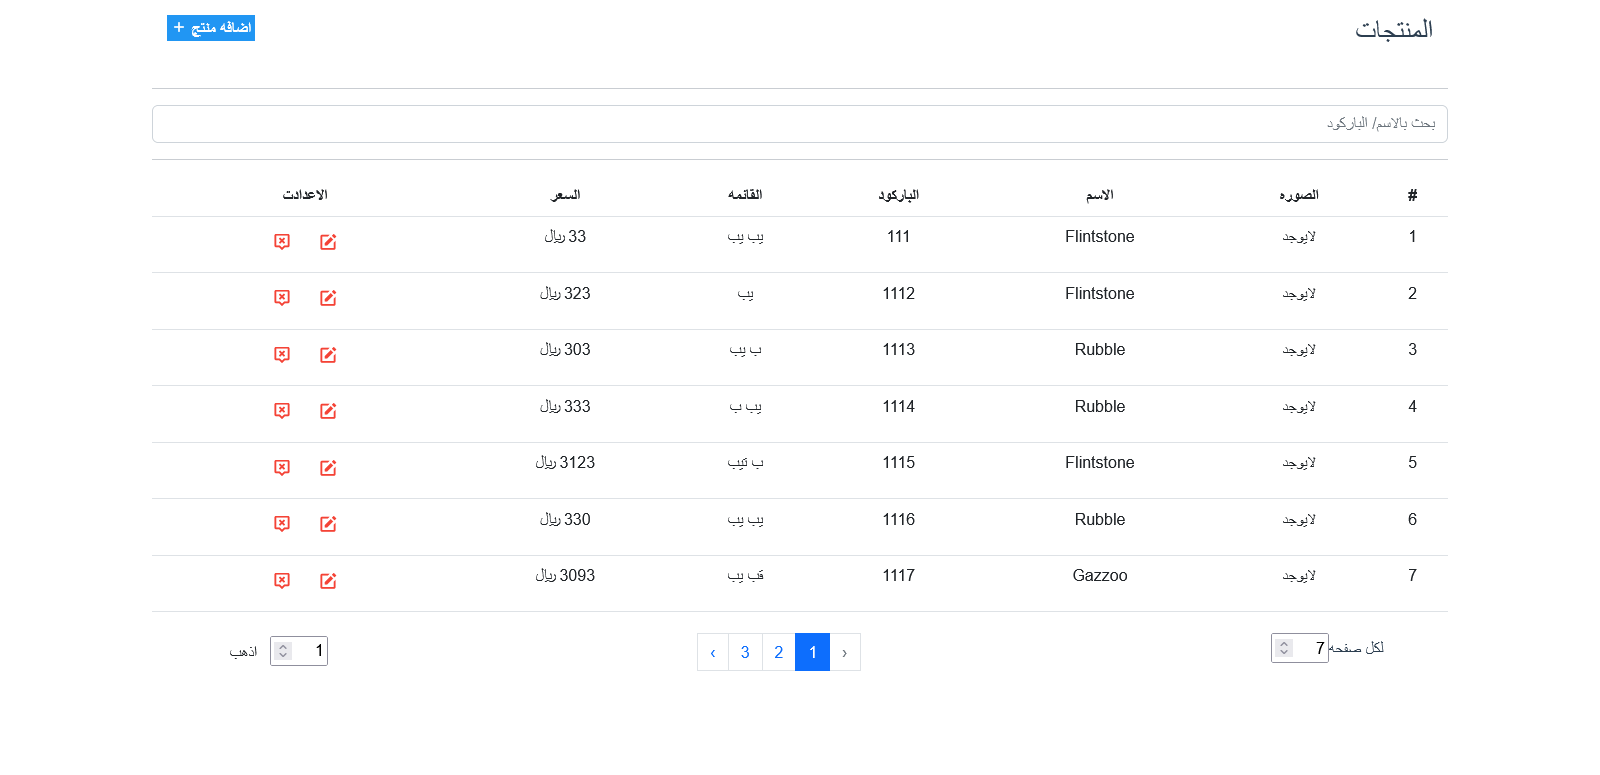 المنتجات
اضافه منتج +
بحث بالاسم/ الباركود
# الصوره الاسم الباركود القائمه السعر الاعدادت
1 لايوجد Flintstone 111 يب يب 33 ريال
2 لايوجد Flintstone 1112 يب 323 ريال
3 لايوجد Rubble 1113 ب يب 303 ريال
4 لايوجد Rubble 1114 يب ب 333 ريال
5 لايوجد Flintstone 1115 ب تيب 3123 ريال
6 لايوجد Rubble 1116 يب يب 330 ريال
7 لايوجد Gazzoo 1117 قب يب 3093 ريال
لكل صفحه 7 ‹ 1 2 3 › 1 اذهب